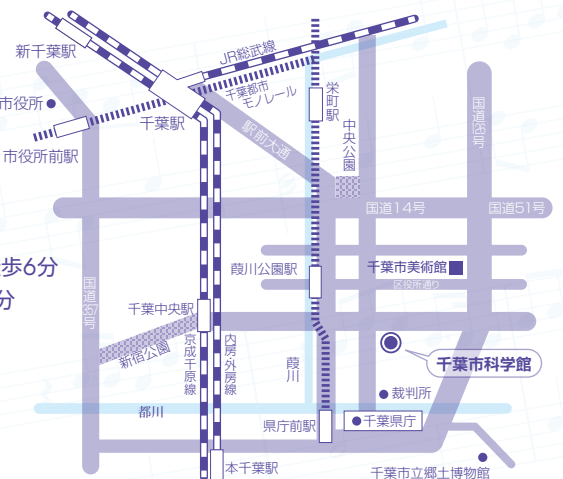 新千葉駅
JR総武線
千葉都市
モノレール
市役所
千葉駅
栄町駅
中央公園
国道126号
市役所前駅
駅前大通
国道14号
国道51号
歩6分
分
葭川公園駅
千葉市美術館
区役所通り
国道357号
千葉中央駅
新宿公園
京成千原線
内房・外房線
葭川
千葉市科学館
裁判所
都川
県庁前駅
千葉県庁
本千葉駅
千葉市立郷土博物館